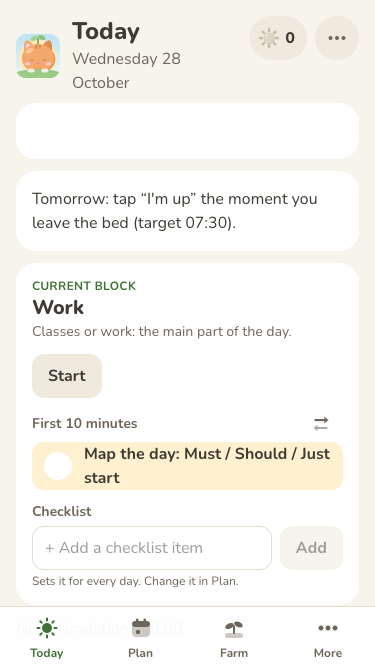 Today
Wednesday 28
October
0
Tomorrow: tap “I'm up” the moment you
leave the bed (target 07:30).
CURRENT BLOCK
Work
Classes or work: the main part of the day.
Start
First 10 minutes
Map the day: Must / Should / Just
start
Checklist
+ Add a checklist item
Add
Sets it for every day. Change it in Plan.
Today
Plan
Farm
More